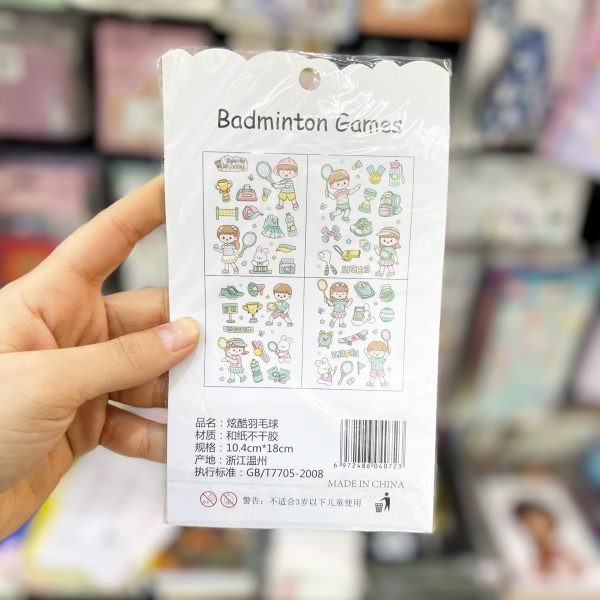 Badminton Games
品名：炫酷羽毛球
材质：和纸不干胶
规格：10.4cm*18cm
产地：浙江温州
执行标准：GB/T7705-2008
6 972486 040723
MADE IN CHINA
警告：不适合3岁以下儿童使用